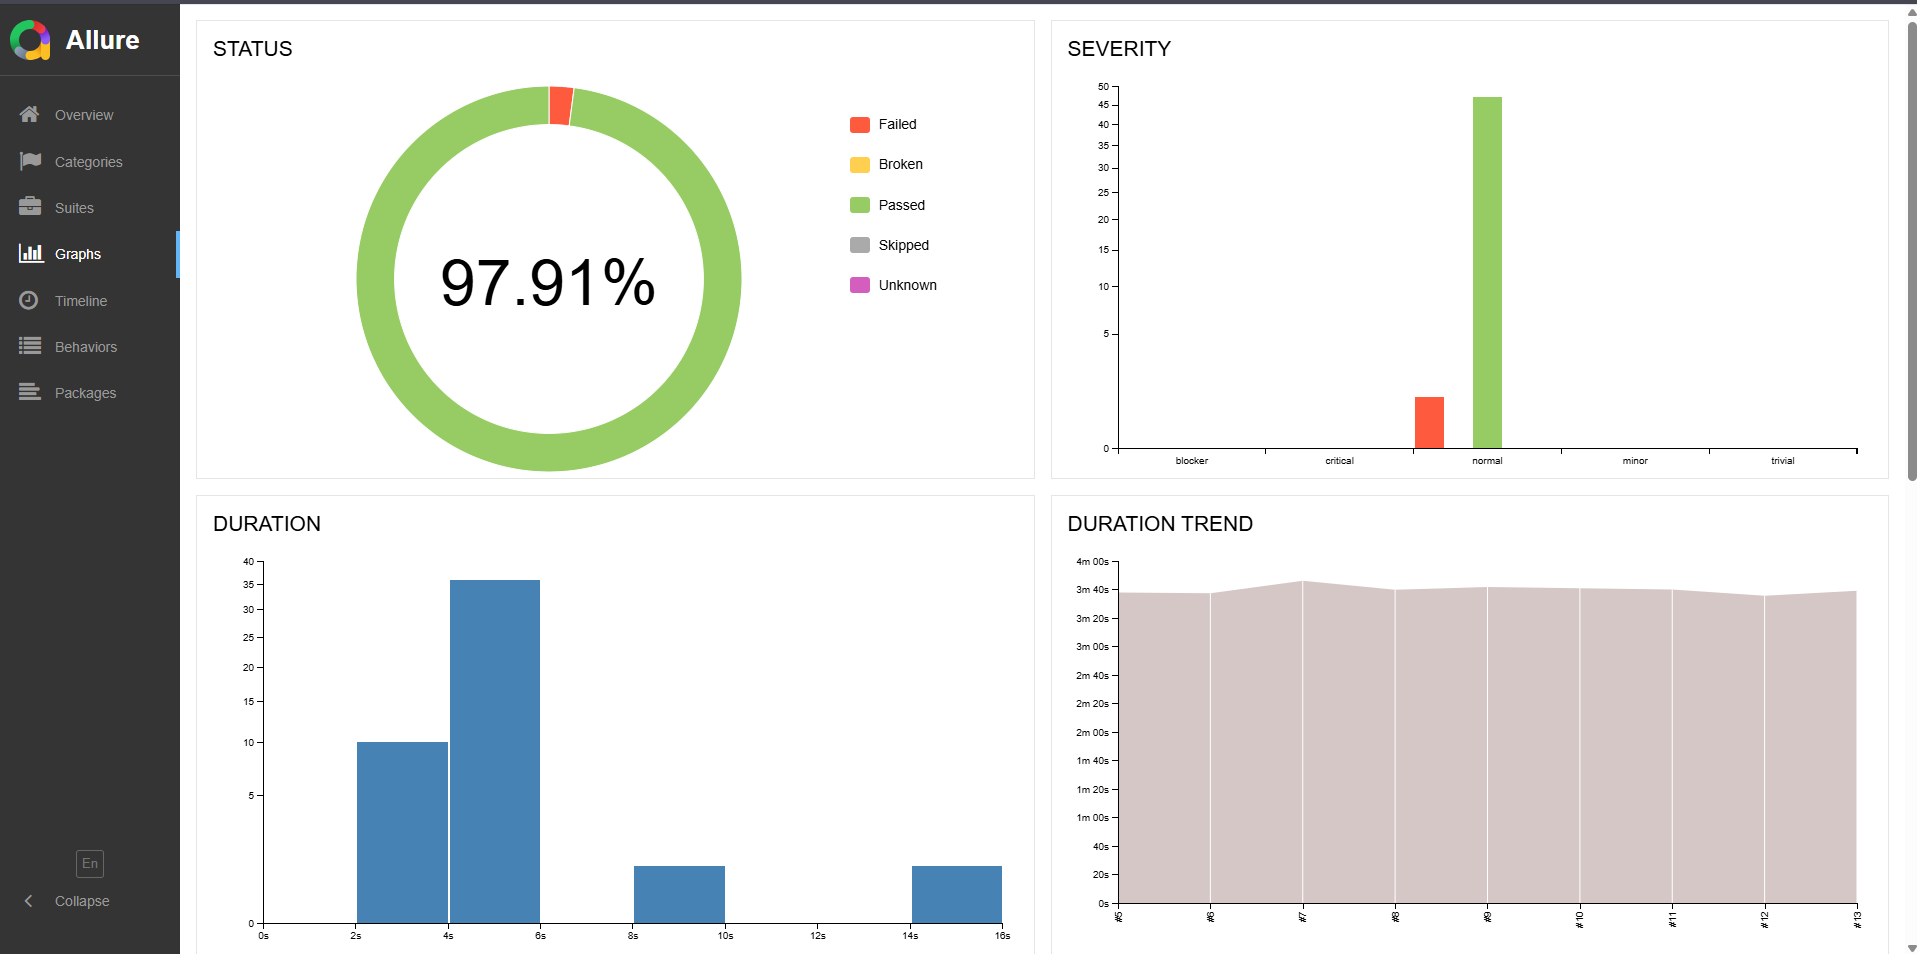 Allure
Overview
Categories
Suites
Graphs
Timeline
Behaviors
Packages
En
Collapse
STATUS
97.91%
Failed
Broken
Passed
Skipped
Unknown
SEVERITY
50
45
40
35
30
25
20
15
10
5
0
blocker critical normal minor trivial
DURATION
40
35
30
25
20
15
10
5
0
0s 2s 4s 6s 8s 10s 12s 14s 16s
DURATION TREND
4m 00s
3m 40s
3m 20s
3m 00s
2m 40s
2m 20s
2m 00s
1m 40s
1m 20s
1m 00s
40s
20s
0s
#5 #6 #7 #8 #9 #10 #11 #12 #13